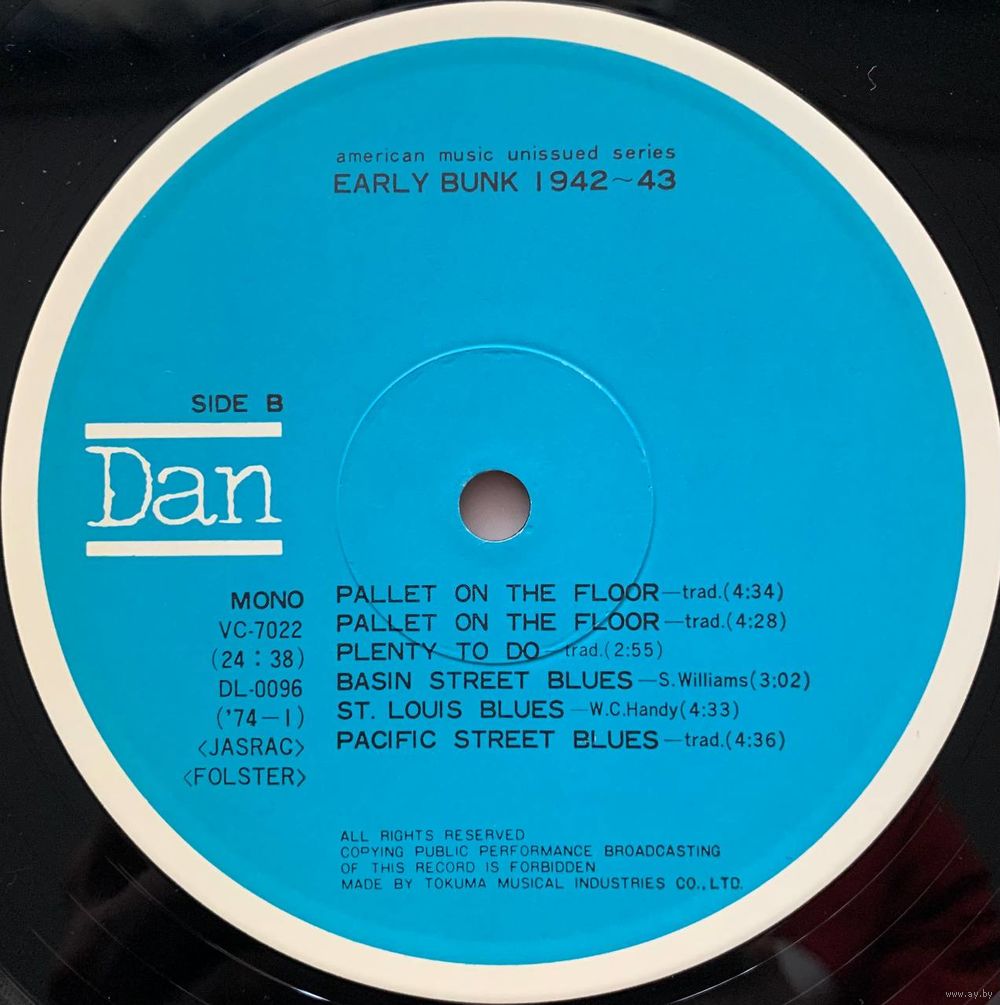 american music unissued series
EARLY BUNK 1942~43
SIDE B
Dan
MONO
VC-7022
(24:38)
DL-0096
('74-I)
<JASRAC>
<FOLSTER>
PALLET ON THE FLOOR—trad.(4:34)
PALLET ON THE FLOOR—trad.(4:28)
PLENTY TO DO—trad.(2:55)
BASIN STREET BLUES—S.Williams(3:02)
ST. LOUIS BLUES—W.C.Handy(4:33)
PACIFIC STREET BLUES—trad.(4:36)
ALL RIGHTS RESERVED
COPYING PUBLIC PERFORMANCE BROADCASTING
OF THIS RECORD IS FORBIDDEN
MADE BY TOKUMA MUSICAL INDUSTRIES CO.,LTD.
www.ay.by